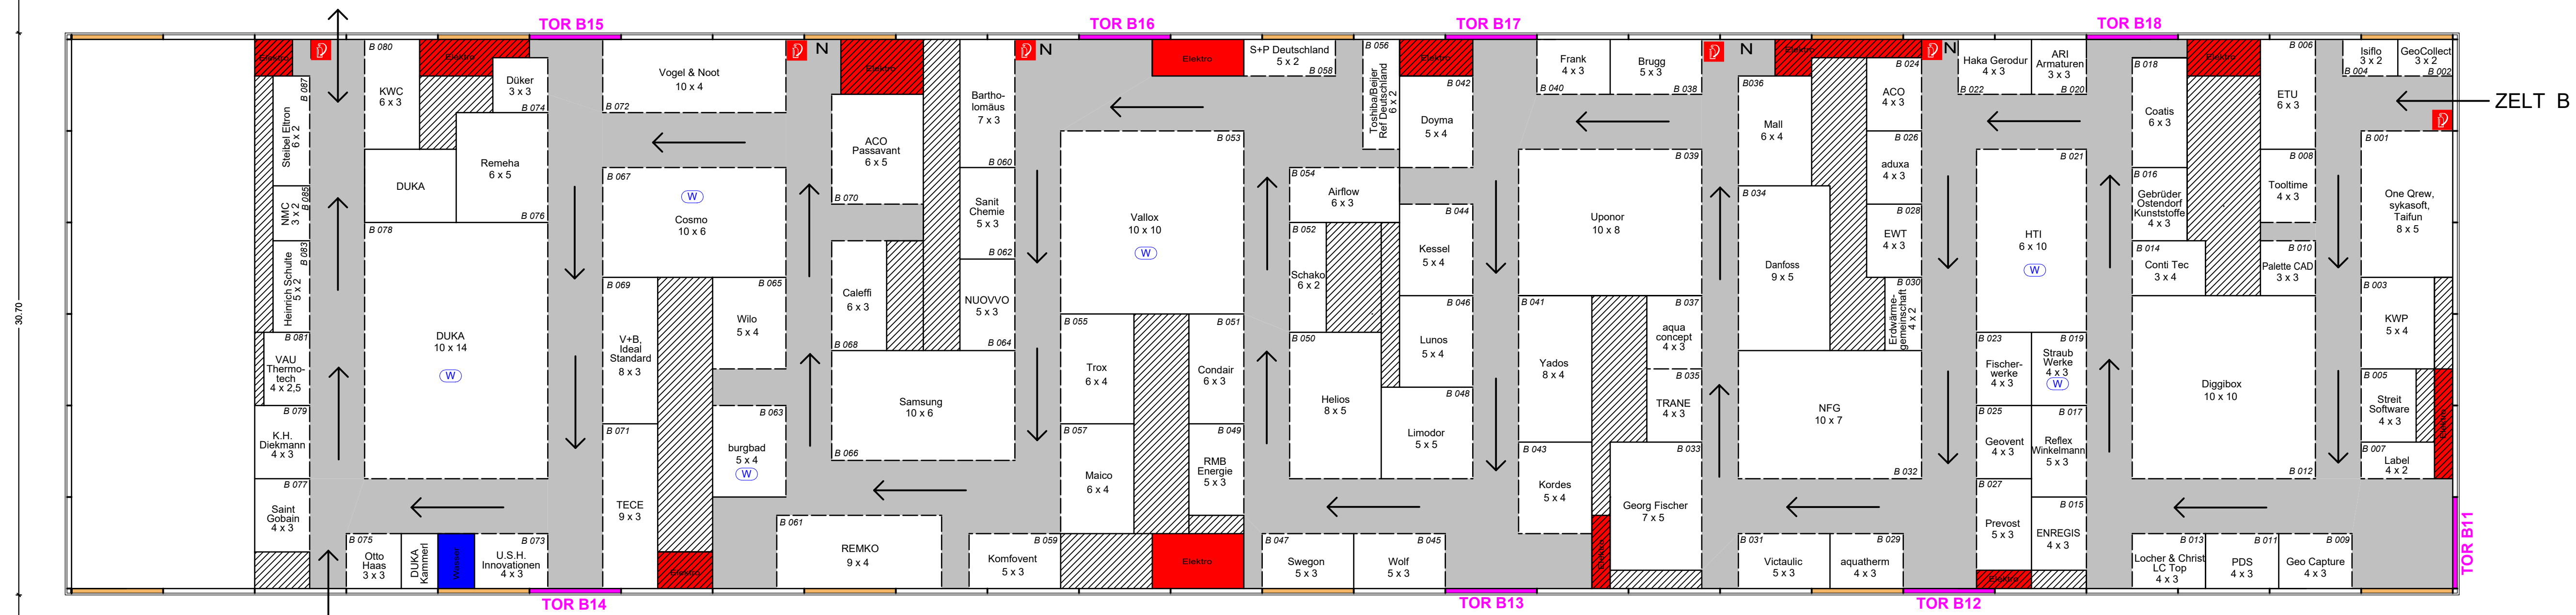 TOR B15
TOR B16
TOR B17
TOR B18
30.70
ZELT B
Elektro
B 080
KWC
6 x 3
Elektro
Düker
3 x 3
B 074
B 087
Steibel Eltron
6 x 2
B 085
NMC
3 x 2
B 083
Heinrich Schulte
5 x 2
B 081
VAU
Thermo-
tech
4 x 2,5
B 079
K.H.
Diekmann
4 x 3
B 077
Saint
Gobain
4 x 3
DUKA
Remeha
6 x 5
B 076
B 078
DUKA
10 x 14
W
B 075
Otto
Haas
3 x 3
DUKA
Kammerl
Wasser
B 073
U.S.H.
Innovationen
4 x 3
Vogel & Noot
10 x 4
B 072
N
B 067
W
Cosmo
10 x 6
B 069
V+B,
Ideal
Standard
8 x 3
B 071
TECE
9 x 3
Elektro
B 065
Wilo
5 x 4
B 063
burgbad
5 x 4
W
B 061
REMKO
9 x 4
Elektro
ACO
Passavant
6 x 5
B 070
Caleffi
6 x 3
B 068
Samsung
10 x 6
B 066
Bartho-
lomäus
7 x 3
B 060
Sanit
Chemie
5 x 3
B 062
NUOVVO
5 x 3
B 064
N
B 059
Komfovent
5 x 3
Elektro
S+P Deutschland
5 x 2
B 058
B 053
Vallox
10 x 10
W
B 055
Trox
6 x 4
B 057
Maico
6 x 4
B 051
Condair
6 x 3
B 049
RMB
Energie
5 x 3
Elektro
B 056
Toshiba/Beijer
Ref Deutschland
6 x 2
B 054
Airflow
6 x 3
B 052
Schako
6 x 2
B 050
Helios
8 x 5
B 047
Swegon
5 x 3
B 045
Wolf
5 x 3
Elektro
B 042
Doyma
5 x 4
B 044
Kessel
5 x 4
B 046
Lunos
5 x 4
B 048
Limodor
5 x 5
Frank
4 x 3
B 040
Brugg
5 x 3
B 038
B 039
Uponor
10 x 8
B 041
Yados
8 x 4
B 043
Kordes
5 x 4
B 037
aqua
concept
4 x 3
B 035
TRANE
4 x 3
B 033
Georg Fischer
7 x 5
Elektro
N
Elektro
B036
Mall
6 x 4
B 034
Danfoss
9 x 5
NFG
10 x 7
B 032
B 031
Victaulic
5 x 3
B 029
aquatherm
4 x 3
B 024
ACO
4 x 3
B 026
aduxa
4 x 3
B 028
EWT
4 x 3
B 030
Erdwärme-
gemeinschaft
4 x 2
N
Haka Gerodur
4 x 3
B 022
ARI
Armaturen
3 x 3
B 020
B 021
HTI
6 x 10
W
B 023
Fischer-
werke
4 x 3
B 019
Straub
Werke
4 x 3
W
B 025
Geovent
4 x 3
B 017
Reflex
Winkelmann
5 x 3
B 027
Prevost
5 x 3
B 015
ENREGIS
4 x 3
Elektro
B 018
Coatis
6 x 3
B 016
Gebrüder
Ostendorf
Kunststoffe
4 x 3
B 014
Conti Tec
3 x 4
Elektro
B 006
ETU
6 x 3
B 008
Tooltime
4 x 3
B 010
Palette CAD
3 x 3
Diggibox
10 x 10
B 012
B 013
Locher & Christ
LC Top
4 x 3
B 011
PDS
4 x 3
B 009
Geo Capture
4 x 3
Isiflo
3 x 2
B 004
GeoCollect
3 x 2
B 002
B 001
One Qrew,
sykasoft,
Taifun
8 x 5
B 003
KWP
5 x 4
B 005
Streit
Software
4 x 3
B 007
Label
4 x 2
Elektro
TOR B11
TOR B14
TOR B13
TOR B12